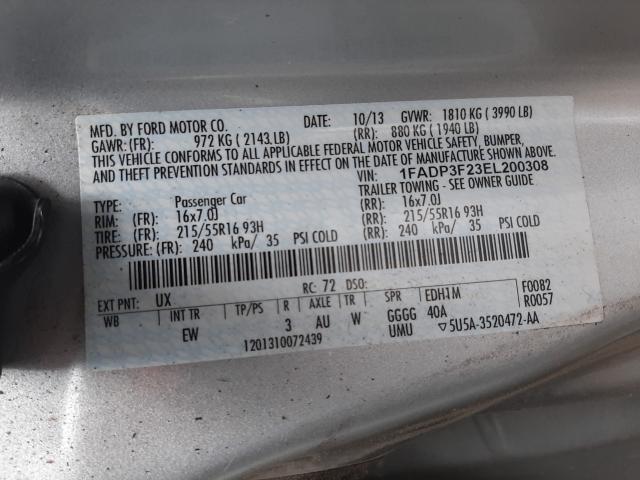 MFD. BY FORD MOTOR CO. DATE: 10/13 GVWR: 1810 KG ( 3990 LB)
GAWR:(FR): 972 KG ( 2143 LB) (RR): 880 KG ( 1940 LB)
THIS VEHICLE CONFORMS TO ALL APPLICABLE FEDERAL MOTOR VEHICLE SAFETY, BUMPER,
AND THEFT PREVENTION STANDARDS IN EFFECT ON THE DATE OF MANUFACTURE SHOWN ABOVE.
VIN: 1FADP3F23EL200308
TYPE: Passenger Car TRAILER TOWING - SEE OWNER GUIDE
RIM: (FR): 16x7.0J (RR): 16x7.0J
TIRE: (FR): 215/55R16 93H (RR): 215/55R16 93H
PRESSURE: (FR): 240 kPa/ 35 PSI COLD (RR): 240 kPa/ 35 PSI COLD
RC: 72 DSO: F0082
EXT PNT: UX EDH1M R0057
WB INT TR TP/PS R AXLE TR SPR
EW 3 AU W GGGG 40A
1201310072439 UMU ▽5U5A-3520472-AA